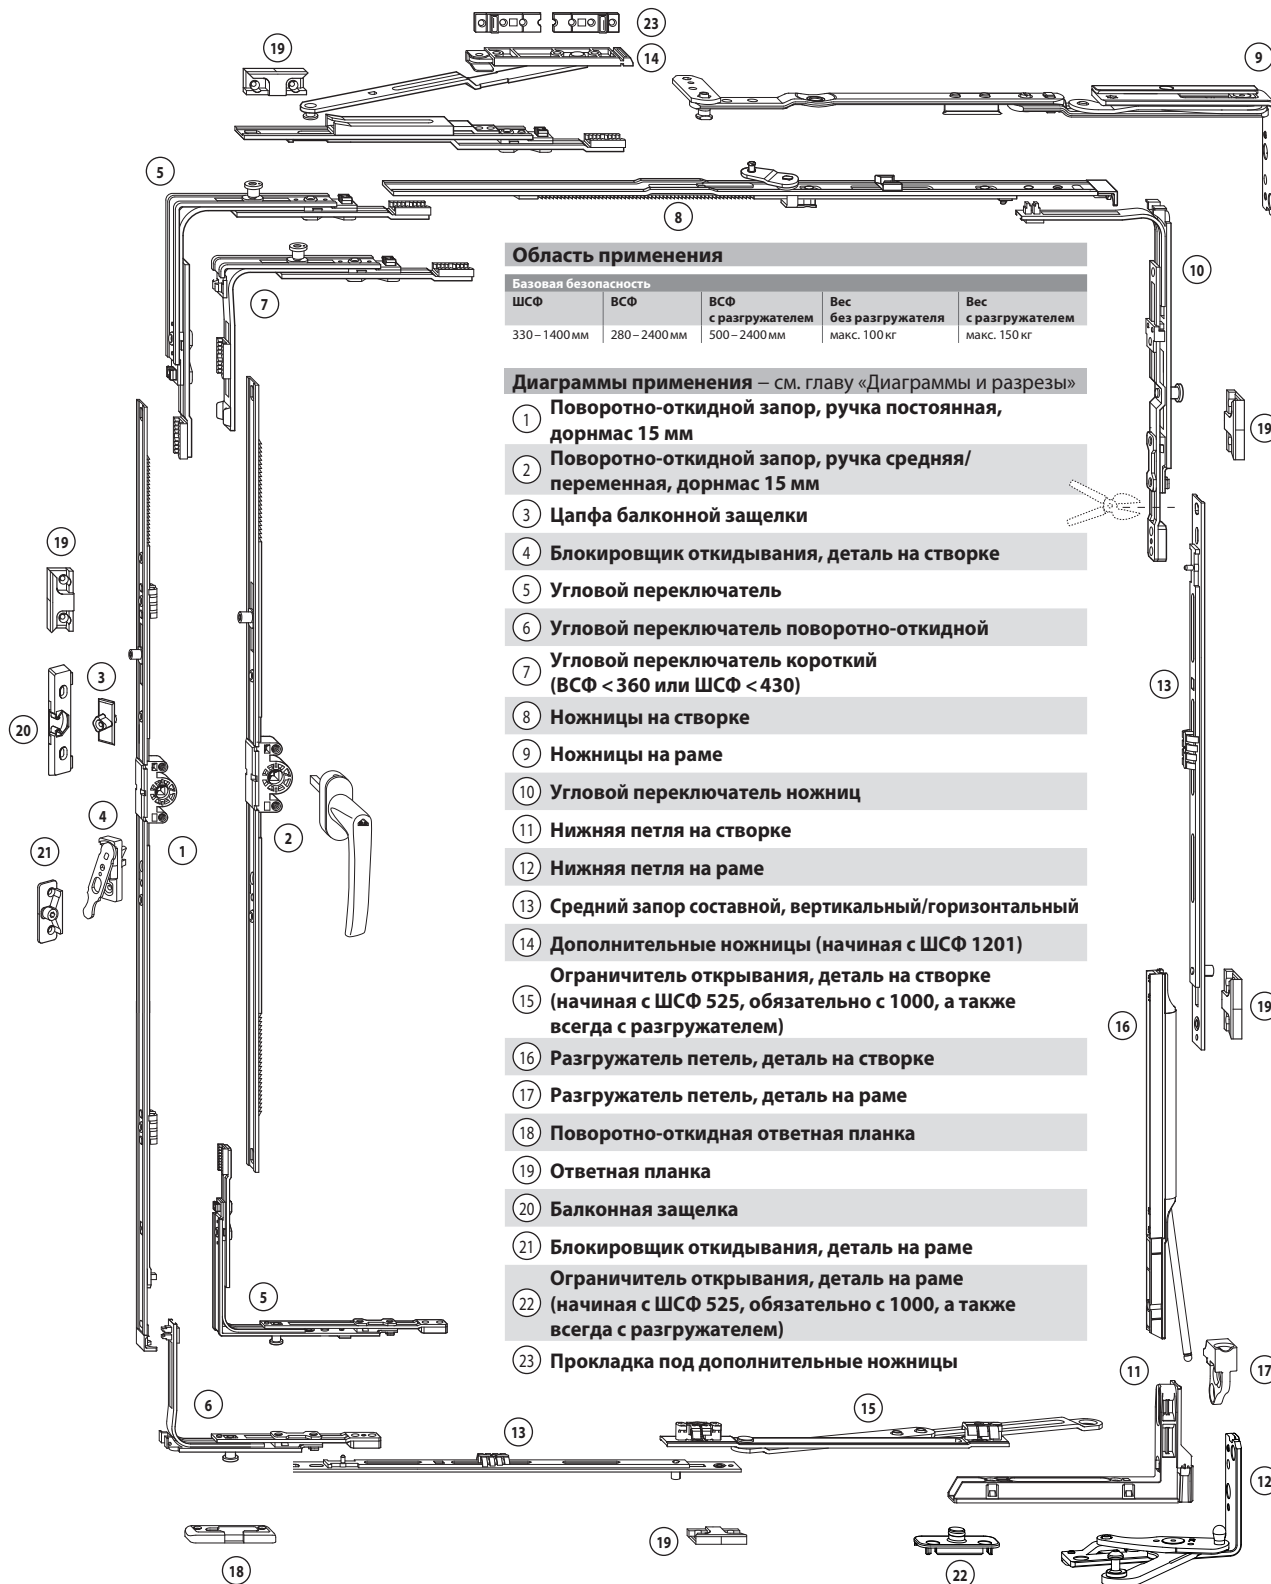 23
19
14
9
5
8
7
10
Область применения
Базовая безопасность
ШСФ ВСФ ВСФ с разгружателем Вес без разгружателя Вес с разгружателем
330–1400 мм 280–2400 мм 500–2400 мм макс. 100 кг макс. 150 кг
Диаграммы применения – см. главу «Диаграммы и разрезы»
1 Поворотно-откидной запор, ручка постоянная,
дорнмас 15 мм
2 Поворотно-откидной запор, ручка средняя/
переменная, дорнмас 15 мм
3 Цапфа балконной защелки
4 Блокировщик откидывания, деталь на створке
5 Угловой переключатель
6 Угловой переключатель поворотно-откидной
7 Угловой переключатель короткий
(ВСФ < 360 или ШСФ < 430)
8 Ножницы на створке
9 Ножницы на раме
10 Угловой переключатель ножниц
11 Нижняя петля на створке
12 Нижняя петля на раме
13 Средний запор составной, вертикальный/горизонтальный
14 Дополнительные ножницы (начиная с ШСФ 1201)
15 Ограничитель открывания, деталь на створке
(начиная с ШСФ 525, обязательно с 1000, а также
всегда с разгружателем)
16 Разгружатель петель, деталь на створке
17 Разгружатель петель, деталь на раме
18 Поворотно-откидная ответная планка
19 Ответная планка
20 Балконная защелка
21 Блокировщик откидывания, деталь на раме
22 Ограничитель открывания, деталь на раме
(начиная с ШСФ 525, обязательно с 1000, а также
всегда с разгружателем)
23 Прокладка под дополнительные ножницы
19
19
3
20
13
4
2
1
21
19
16
5
11
17
6
15
13
12
19
18
22